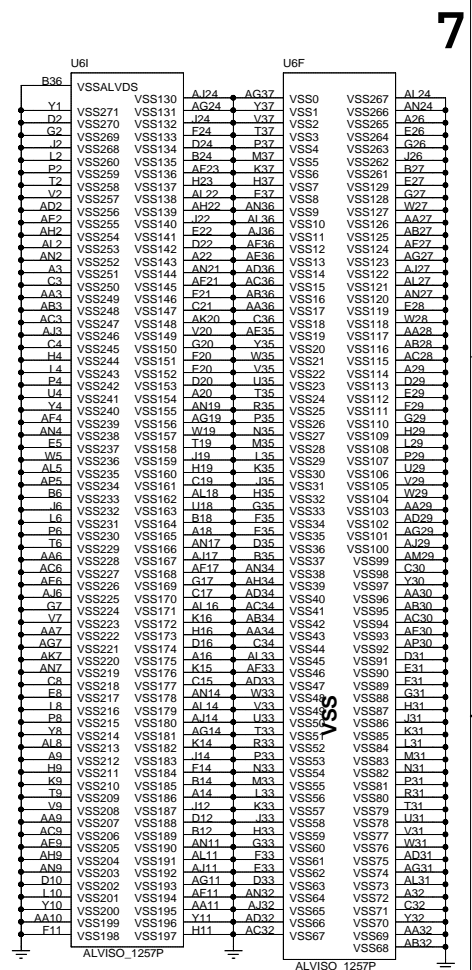 7
U6I
B36
Y1
D2
G2
J2
L2
P2
T2
V2
AD2
AE2
AH2
AL2
AN2
A3
C3
AA3
AB3
AC3
AJ3
C4
H4
L4
P4
U4
Y4
AF4
AN4
E5
W5
AL5
AP5
B6
J6
L6
P6
T6
AA6
AC6
AE6
AJ6
G7
V7
AA7
AG7
AK7
AN7
C8
E8
L8
P8
Y8
AL8
A9
H9
K9
T9
V9
AA9
AC9
AE9
AH9
AN9
D10
L10
Y10
AA10
F11
VSSALVDS
VSS271
VSS270
VSS269
VSS268
VSS260
VSS259
VSS258
VSS257
VSS256
VSS255
VSS254
VSS253
VSS252
VSS251
VSS250
VSS249
VSS248
VSS247
VSS246
VSS245
VSS244
VSS243
VSS242
VSS241
VSS240
VSS239
VSS238
VSS237
VSS236
VSS235
VSS234
VSS233
VSS232
VSS231
VSS230
VSS229
VSS228
VSS227
VSS226
VSS225
VSS224
VSS223
VSS222
VSS221
VSS220
VSS219
VSS218
VSS217
VSS216
VSS215
VSS214
VSS213
VSS212
VSS211
VSS210
VSS209
VSS208
VSS207
VSS206
VSS205
VSS204
VSS203
VSS202
VSS201
VSS200
VSS199
VSS198
VSS130
VSS131
VSS132
VSS133
VSS134
VSS135
VSS136
VSS137
VSS138
VSS139
VSS140
VSS141
VSS142
VSS143
VSS144
VSS145
VSS146
VSS147
VSS148
VSS149
VSS150
VSS151
VSS152
VSS153
VSS154
VSS155
VSS156
VSS157
VSS158
VSS159
VSS160
VSS161
VSS162
VSS163
VSS164
VSS165
VSS166
VSS167
VSS168
VSS169
VSS170
VSS171
VSS172
VSS173
VSS174
VSS175
VSS176
VSS177
VSS178
VSS179
VSS180
VSS181
VSS182
VSS183
VSS184
VSS185
VSS186
VSS187
VSS188
VSS189
VSS190
VSS191
VSS192
VSS193
VSS194
VSS195
VSS196
VSS197
AJ24
AG24
J24
F24
D24
B24
AF23
H23
AL22
AH22
J22
E22
D22
A22
AN21
AF21
F21
C21
AK20
V20
G20
F20
E20
D20
A20
AN19
AG19
W19
T19
J19
H19
C19
AL18
U18
B18
A18
AN17
AJ17
AF17
G17
C17
AL16
K16
H16
D16
A16
K15
C15
AN14
AL14
AJ14
AG14
K14
J14
F14
B14
A14
J12
D12
B12
AN11
AL11
AJ11
AG11
AF11
AA11
Y11
H11
ALVISO_1257P
U6F
AG37
Y37
V37
T37
P37
M37
K37
H37
E37
AN36
AL36
AJ36
AF36
AE36
AD36
AC36
AB36
AA36
C36
AE35
Y35
W35
V35
U35
T35
R35
P35
N35
M35
L35
K35
J35
H35
G35
F35
E35
D35
B35
AN34
AH34
AD34
AC34
AB34
AA34
C34
AL33
AF33
AD33
W33
V33
U33
T33
R33
P33
N33
M33
L33
K33
J33
H33
G33
F33
E33
D33
AN32
AJ32
AD32
AC32
VSS0
VSS1
VSS2
VSS3
VSS4
VSS5
VSS6
VSS7
VSS8
VSS9
VSS10
VSS11
VSS12
VSS13
VSS14
VSS15
VSS16
VSS17
VSS18
VSS19
VSS20
VSS21
VSS22
VSS23
VSS24
VSS25
VSS26
VSS27
VSS28
VSS29
VSS30
VSS31
VSS32
VSS33
VSS34
VSS35
VSS36
VSS37
VSS38
VSS39
VSS40
VSS41
VSS42
VSS43
VSS44
VSS45
VSS46
VSS47
VSS48
VSS49
VSS50
VSS51
VSS52
VSS53
VSS54
VSS55
VSS56
VSS57
VSS58
VSS59
VSS60
VSS61
VSS62
VSS63
VSS64
VSS65
VSS66
VSS67
VSS
VSS267
VSS266
VSS265
VSS264
VSS263
VSS262
VSS261
VSS129
VSS128
VSS127
VSS126
VSS125
VSS124
VSS123
VSS122
VSS121
VSS120
VSS119
VSS118
VSS117
VSS116
VSS115
VSS114
VSS113
VSS112
VSS111
VSS110
VSS109
VSS108
VSS107
VSS106
VSS105
VSS104
VSS103
VSS102
VSS101
VSS100
VSS99
VSS98
VSS97
VSS96
VSS95
VSS94
VSS93
VSS92
VSS91
VSS90
VSS89
VSS88
VSS87
VSS86
VSS85
VSS84
VSS83
VSS82
VSS81
VSS80
VSS79
VSS78
VSS77
VSS76
VSS75
VSS74
VSS73
VSS72
VSS71
VSS70
VSS69
VSS68
AL24
AN24
A26
E26
G26
J26
B27
E27
G27
W27
AA27
AB27
AF27
AG27
AJ27
AL27
AN27
E28
W28
AA28
AB28
AC28
A29
D29
E29
F29
G29
H29
L29
P29
U29
V29
W29
AA29
AD29
AG29
AJ29
AM29
C30
Y30
AA30
AB30
AC30
AE30
AP30
D31
E31
F31
G31
H31
J31
K31
L31
M31
N31
P31
R31
T31
U31
V31
W31
AD31
AG31
AL31
A32
C32
Y32
AA32
AB32
ALVISO_1257P